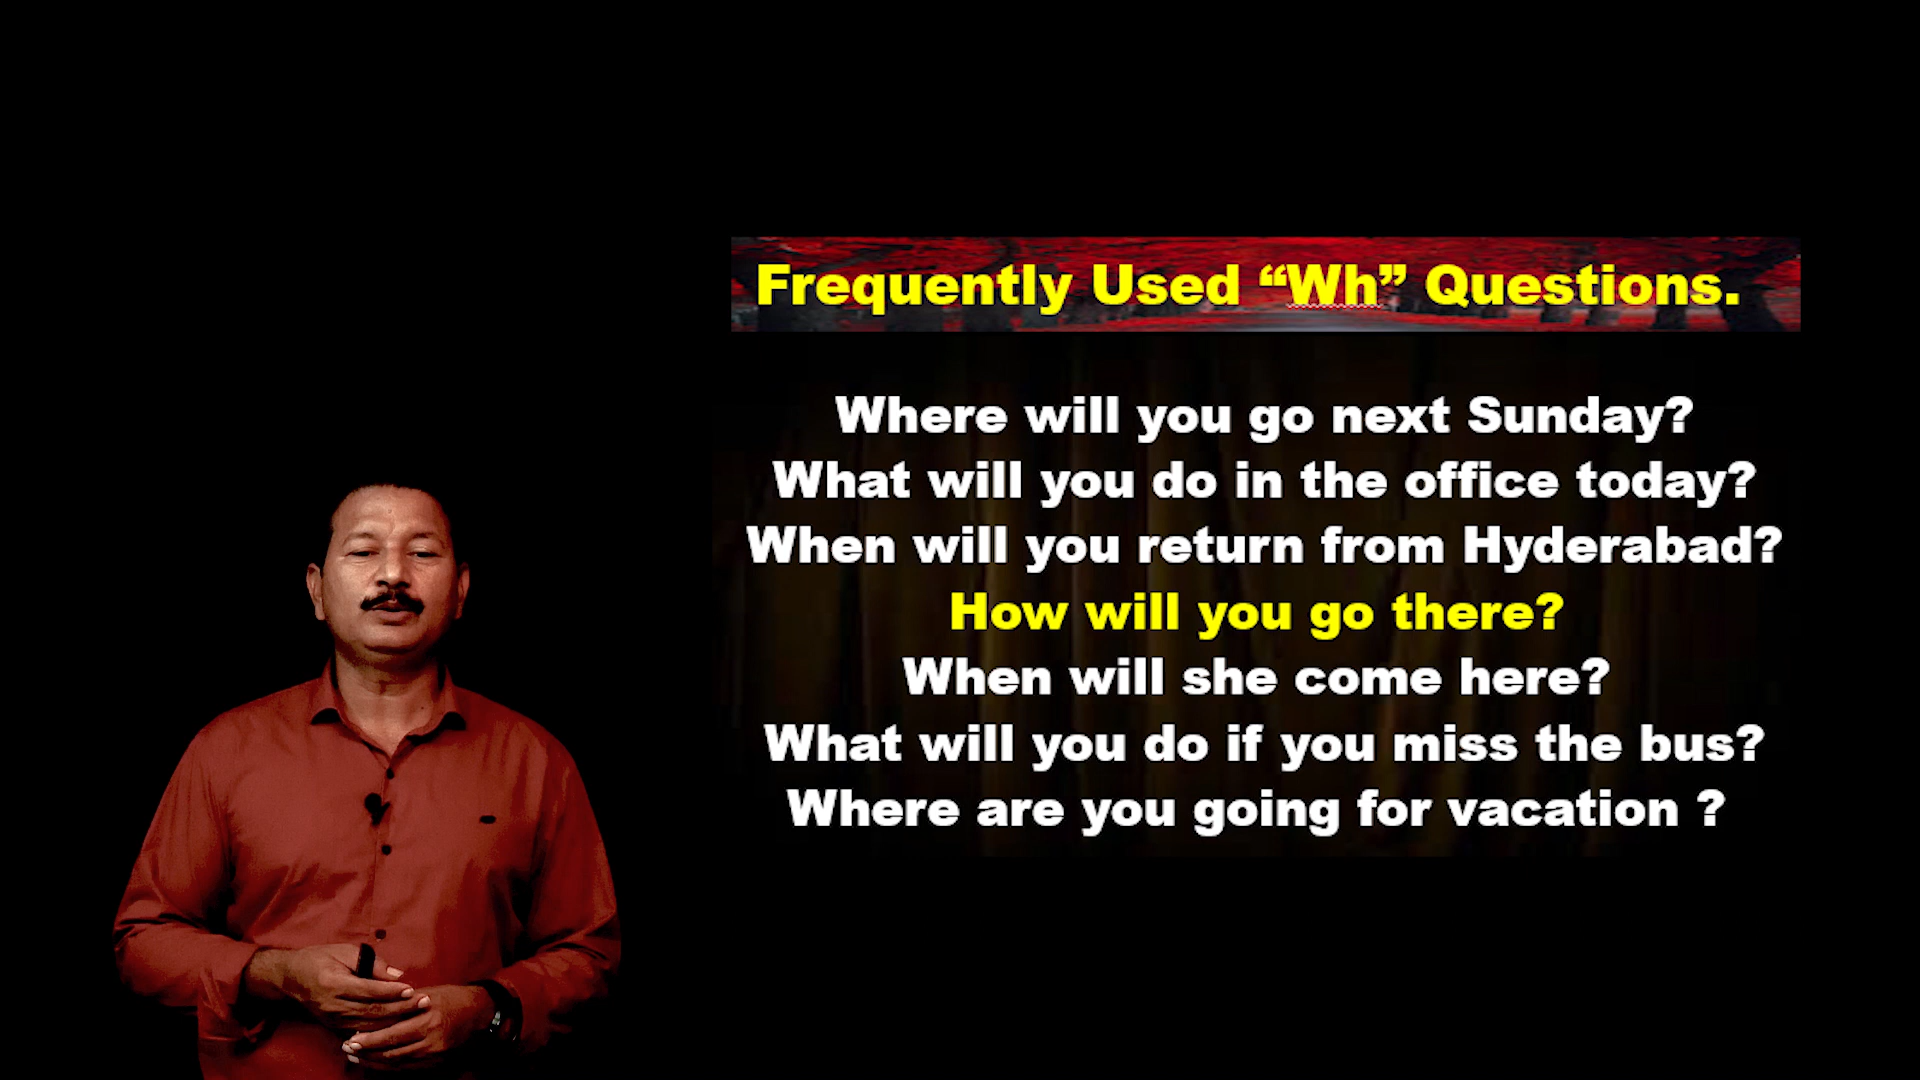 Frequently Used “Wh” Questions.
Where will you go next Sunday?
What will you do in the office today?
When will you return from Hyderabad?
How will you go there?
When will she come here?
What will you do if you miss the bus?
Where are you going for vacation ?